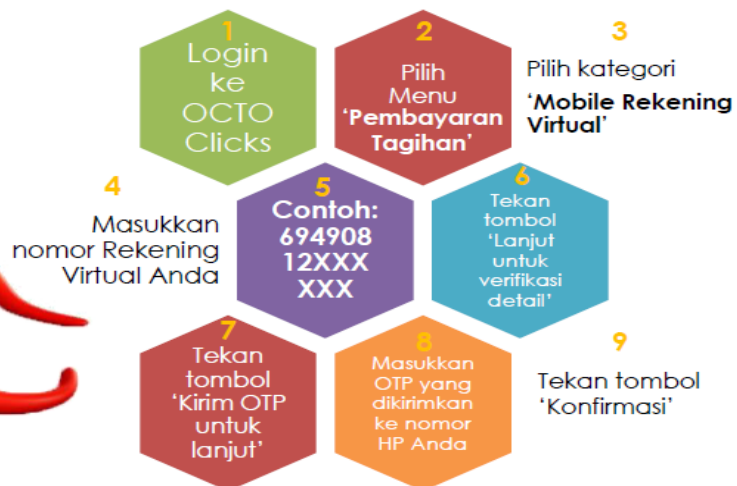 1
Login
ke
OCTO
Clicks
2
Pilih
Menu
‘Pembayaran
Tagihan’
3
Pilih kategori
‘Mobile Rekening
Virtual’
4
Masukkan
nomor Rekening
Virtual Anda
5
Contoh:
694908
12XXX
XXX
6
Tekan
tombol
‘Lanjut
untuk
verifikasi
detail’
7
Tekan
tombol
‘Kirim OTP
untuk
lanjut’
8
Masukkan
OTP yang
dikirimkan
ke nomor
HP Anda
9
Tekan tombol
‘Konfirmasi’